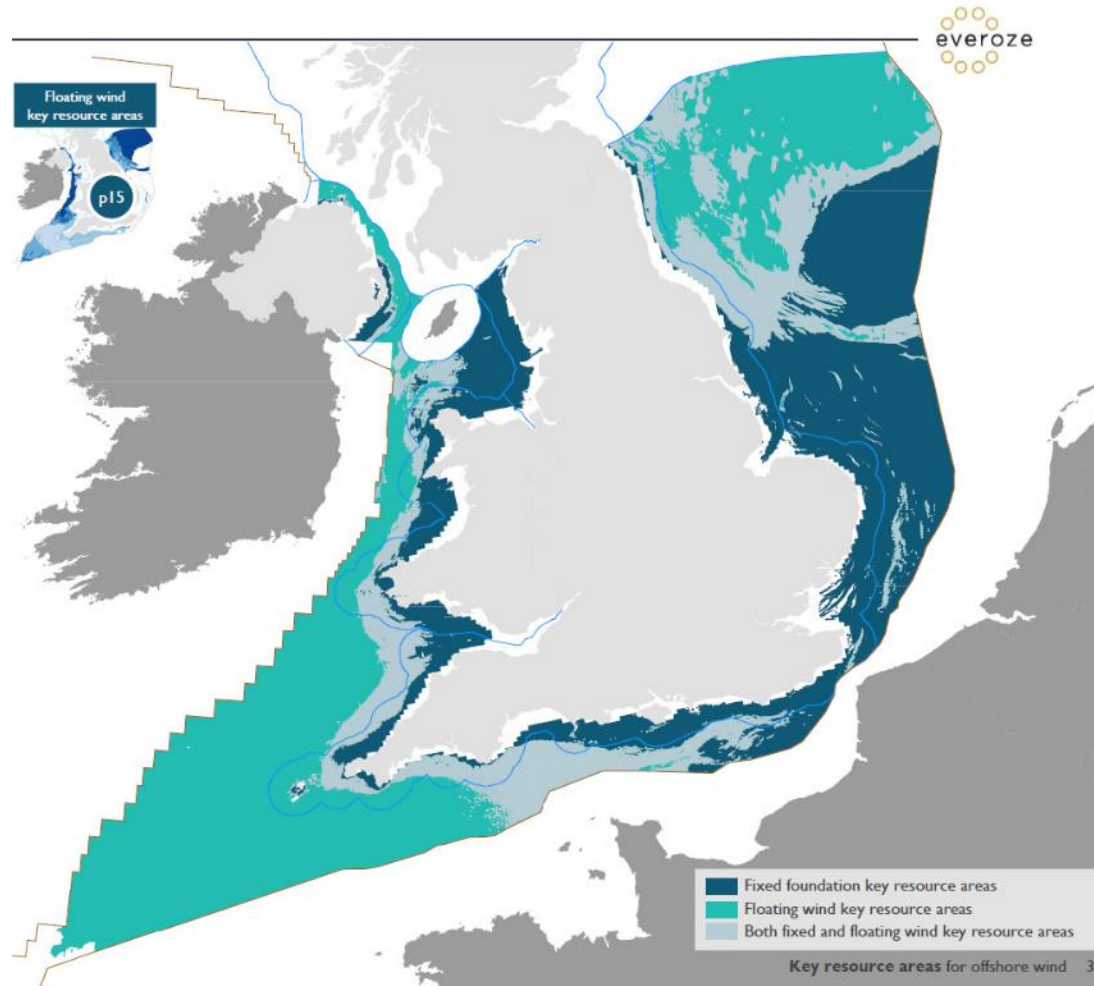 everoze
Floating wind
key resource areas
p15
Fixed foundation key resource areas
Floating wind key resource areas
Both fixed and floating wind key resource areas
Key resource areas for offshore wind 3